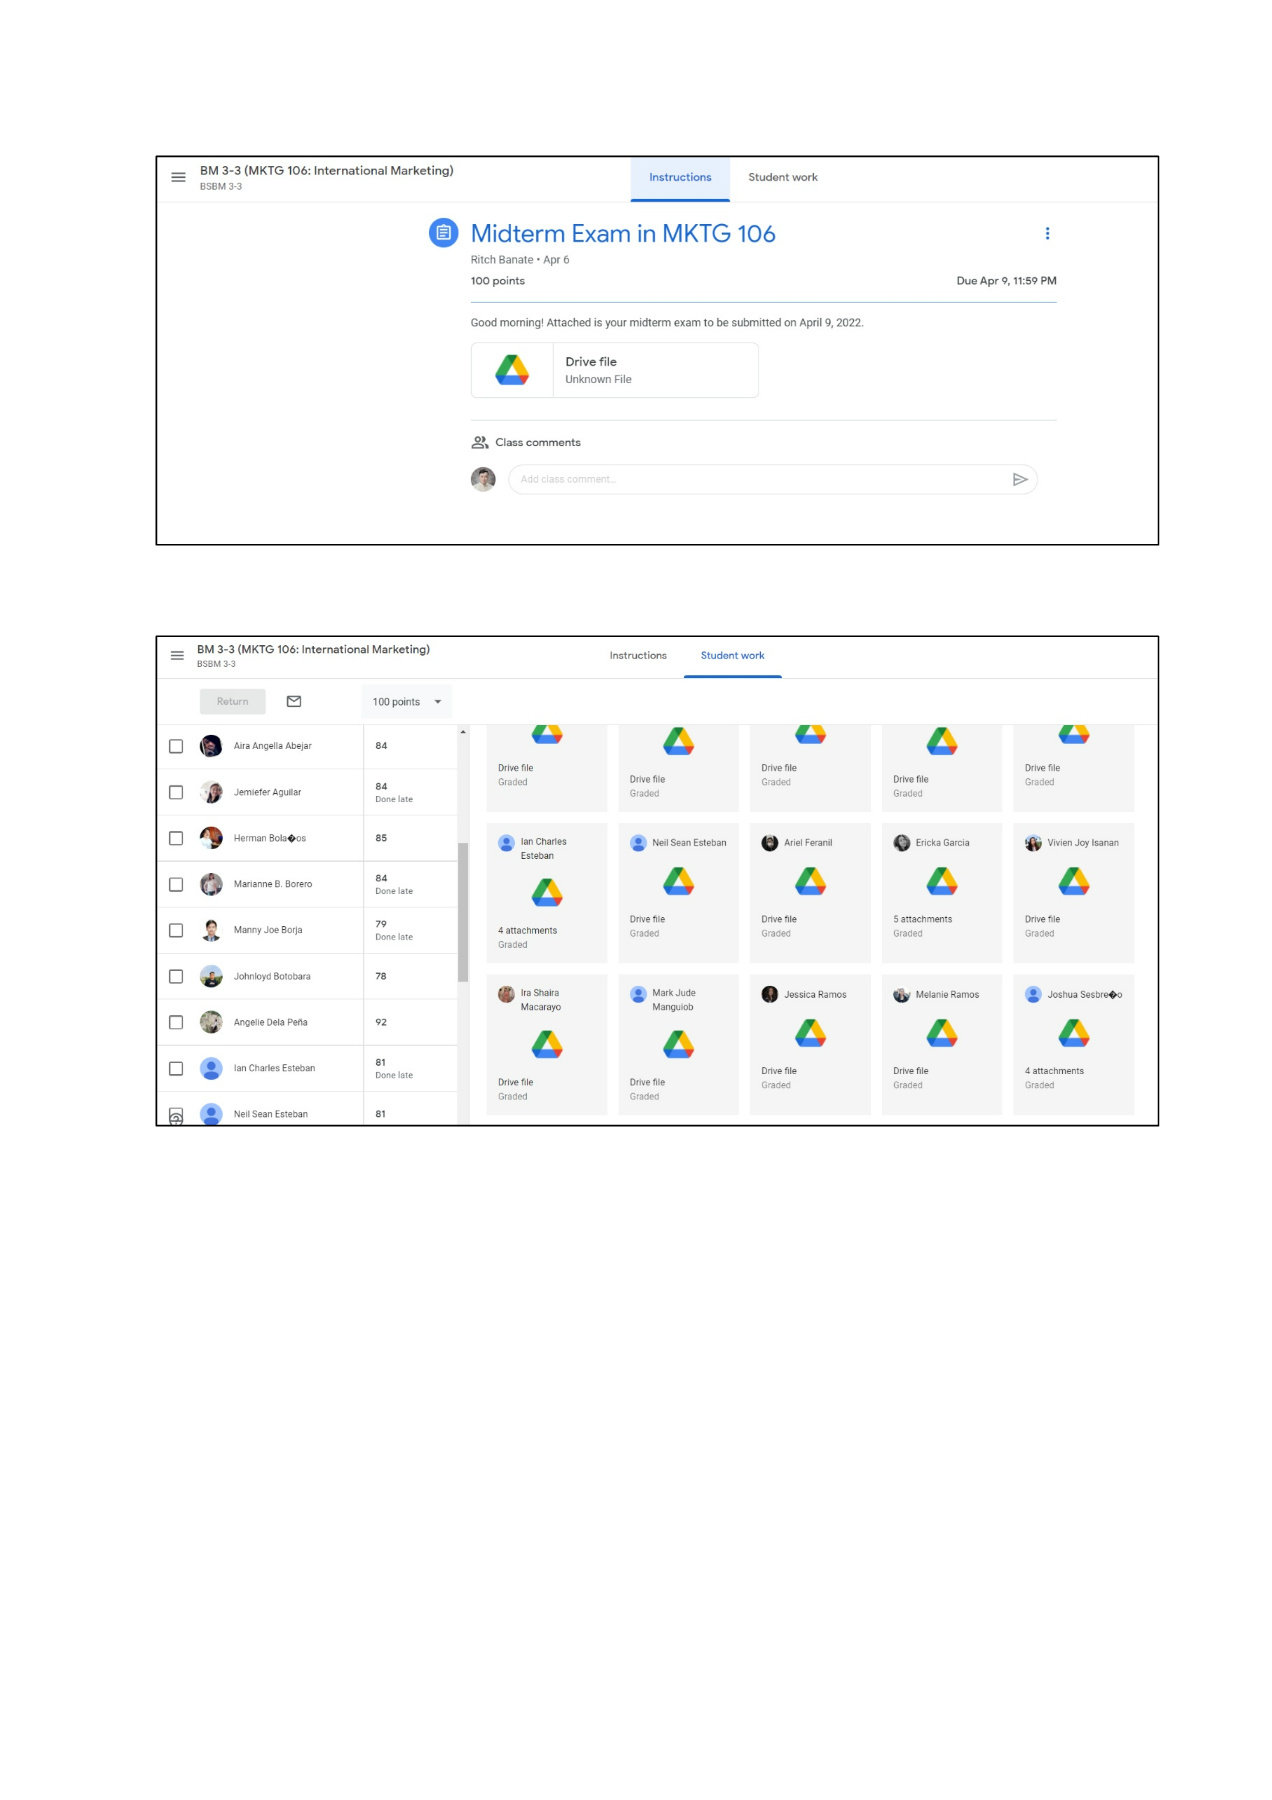 BM 3-3 (MKTG 106: International Marketing)
BSBM 3-3
Instructions
Student work
Midterm Exam in MKTG 106
Ritch Banate • Apr 6
100 points
Due Apr 9, 11:59 PM
Good morning! Attached is your midterm exam to be submitted on April 9, 2022.
Drive file
Unknown File
Class comments
Add class comment...
BM 3-3 (MKTG 106: International Marketing)
BSBM 3-3
Instructions
Student work
Return
100 points
Aira Angella Abejar
84
Jemiefer Aguilar
84
Done late
Herman Bola�os
85
Marianne B. Borero
84
Done late
Manny Joe Borja
79
Done late
Johnloyd Botobara
78
Angelie Dela Peña
92
Ian Charles Esteban
81
Done late
Neil Sean Esteban
81
Drive file
Graded
Drive file
Graded
Drive file
Graded
Drive file
Graded
Drive file
Graded
Ian Charles
Esteban
4 attachments
Graded
Neil Sean Esteban
Drive file
Graded
Ariel Feranil
Drive file
Graded
Ericka Garcia
5 attachments
Graded
Vivien Joy Isanan
Drive file
Graded
Ira Shaira
Macarayo
Drive file
Graded
Mark Jude
Manguiob
Drive file
Graded
Jessica Ramos
Drive file
Graded
Melanie Ramos
Drive file
Graded
Joshua Sesbre�o
4 attachments
Graded